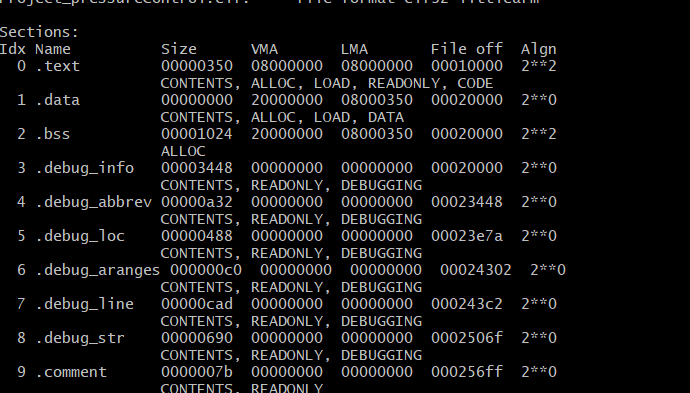 Project_pressureControl.elf:     file format elf32-littlearm
Sections:
Idx Name          Size      VMA       LMA       File off  Algn
  0 .text         00000350  08000000  08000000  00010000  2**2
                  CONTENTS, ALLOC, LOAD, READONLY, CODE
  1 .data         00000000  20000000  08000350  00020000  2**0
                  CONTENTS, ALLOC, LOAD, DATA
  2 .bss          00001024  20000000  08000350  00020000  2**2
                  ALLOC
  3 .debug_info   00003448  00000000  00000000  00020000  2**0
                  CONTENTS, READONLY, DEBUGGING
  4 .debug_abbrev 00000a32  00000000  00000000  00023448  2**0
                  CONTENTS, READONLY, DEBUGGING
  5 .debug_loc    00000488  00000000  00000000  00023e7a  2**0
                  CONTENTS, READONLY, DEBUGGING
  6 .debug_aranges 000000c0  00000000  00000000  00024302  2**0
                  CONTENTS, READONLY, DEBUGGING
  7 .debug_line   00000cad  00000000  00000000  000243c2  2**0
                  CONTENTS, READONLY, DEBUGGING
  8 .debug_str    00000690  00000000  00000000  0002506f  2**0
                  CONTENTS, READONLY, DEBUGGING
  9 .comment      0000007b  00000000  00000000  000256ff  2**0
                  CONTENTS, READONLY